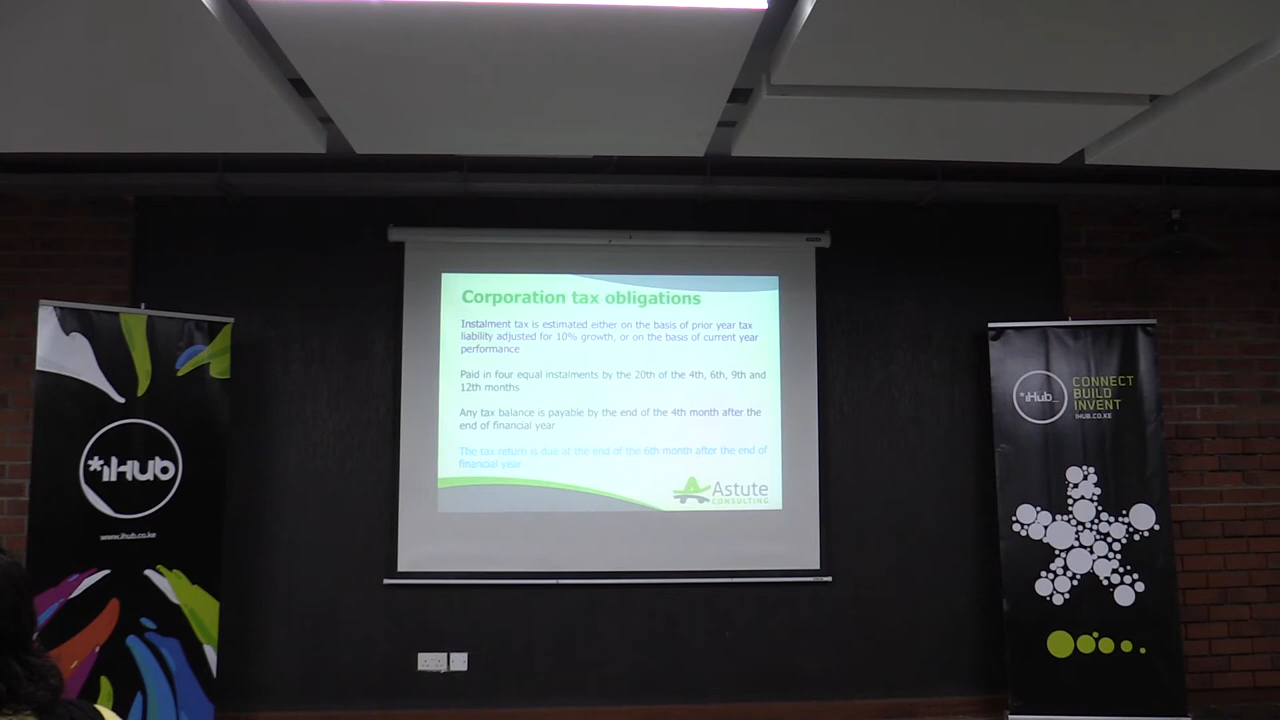 Corporation tax obligations
Instalment tax is estimated either on the basis of prior year tax
liability adjusted for 10% growth, or on the basis of current year
performance
Paid in four equal instalments by the 20th of the 4th, 6th, 9th and
12th months
Any tax balance is payable by the end of the 4th month after the
end of financial year
The tax return is due at the end of the 6th month after the end of
financial year
Astute
CONSULTING
*iHub
www.ihub.co.ke
*iHub_
CONNECT
BUILD
INVENT
IHUB.CO.KE